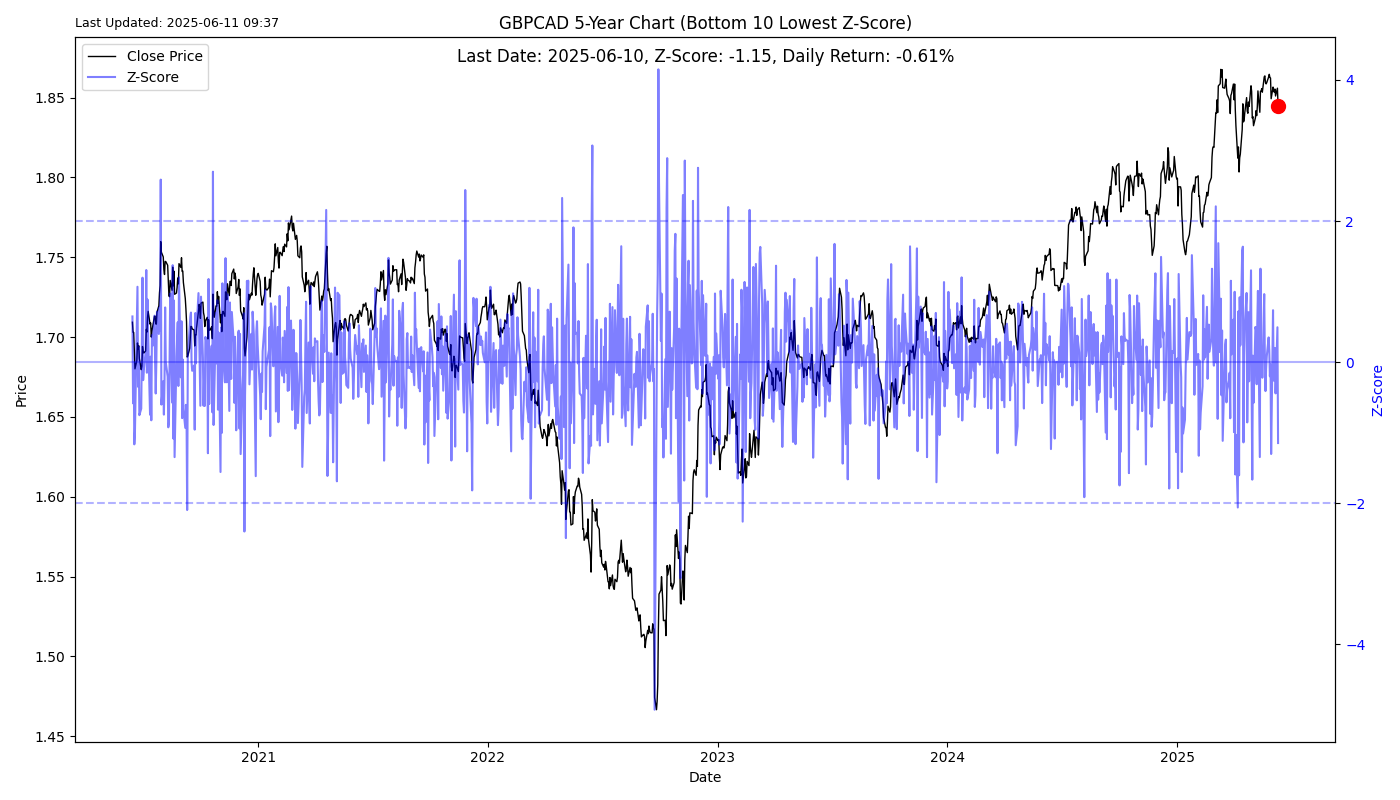 Last Updated: 2025-06-11 09:37
GBPCAD 5-Year Chart (Bottom 10 Lowest Z-Score)
Last Date: 2025-06-10, Z-Score: -1.15, Daily Return: -0.61%
Close Price
Z-Score
Price
1.85
1.80
1.75
1.70
1.65
1.60
1.55
1.50
1.45
4
2
0
−2
−4
Z-Score
2021
2022
2023
2024
2025
Date